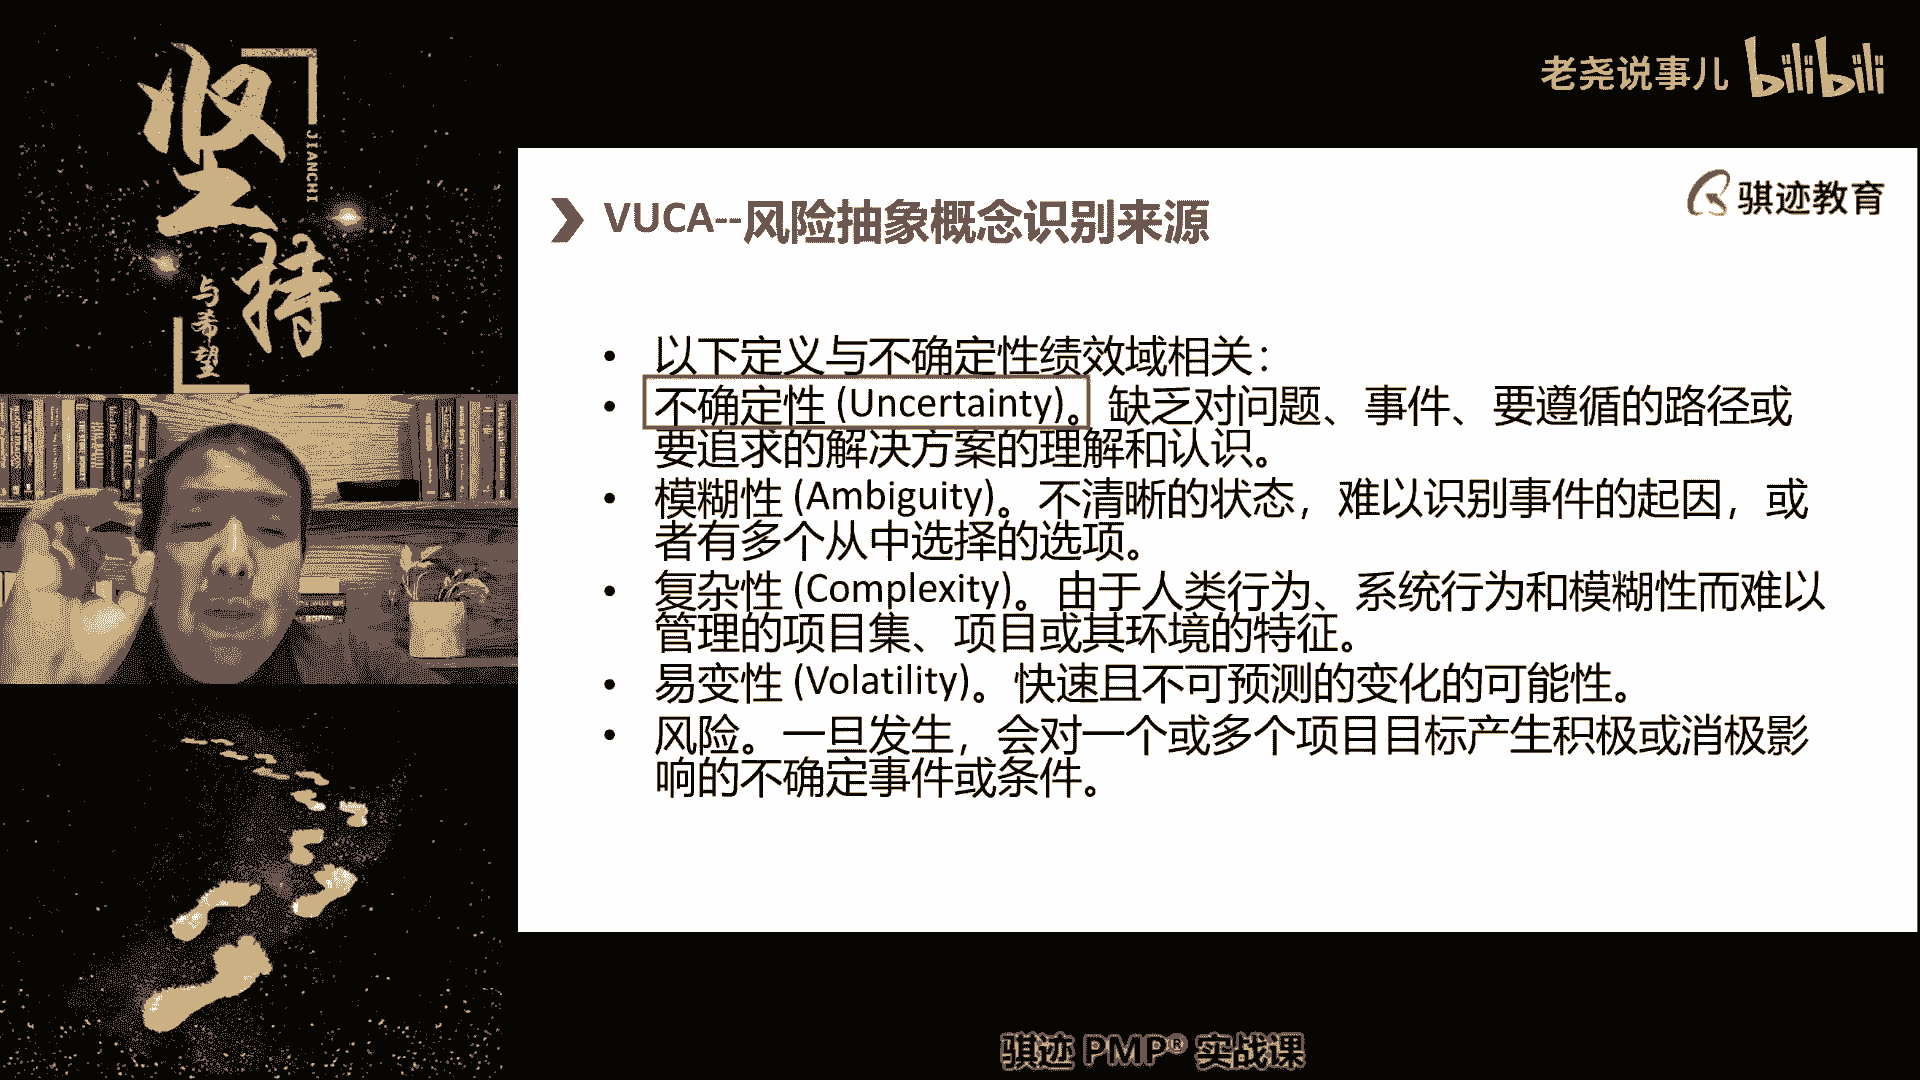 坚
持
JIANCHI
与希望
老尧说事儿 bilibili
骐迹教育
VUCA--风险抽象概念识别来源
• 以下定义与不确定性绩效域相关：
• 不确定性 (Uncertainty)。缺乏对问题、事件、要遵循的路径或
要追求的解决方案的理解和认识。
• 模糊性 (Ambiguity)。不清晰的状态，难以识别事件的起因，或
者有多个从中选择的选项。
• 复杂性 (Complexity)。由于人类行为、系统行为和模糊性而难以
管理的项目集、项目或其环境的特征。
• 易变性 (Volatility)。快速且不可预测的变化的可能性。
• 风险。一旦发生，会对一个或多个项目目标产生积极或消极影
响的不确定事件或条件。
骐迹 PMP® 实战课